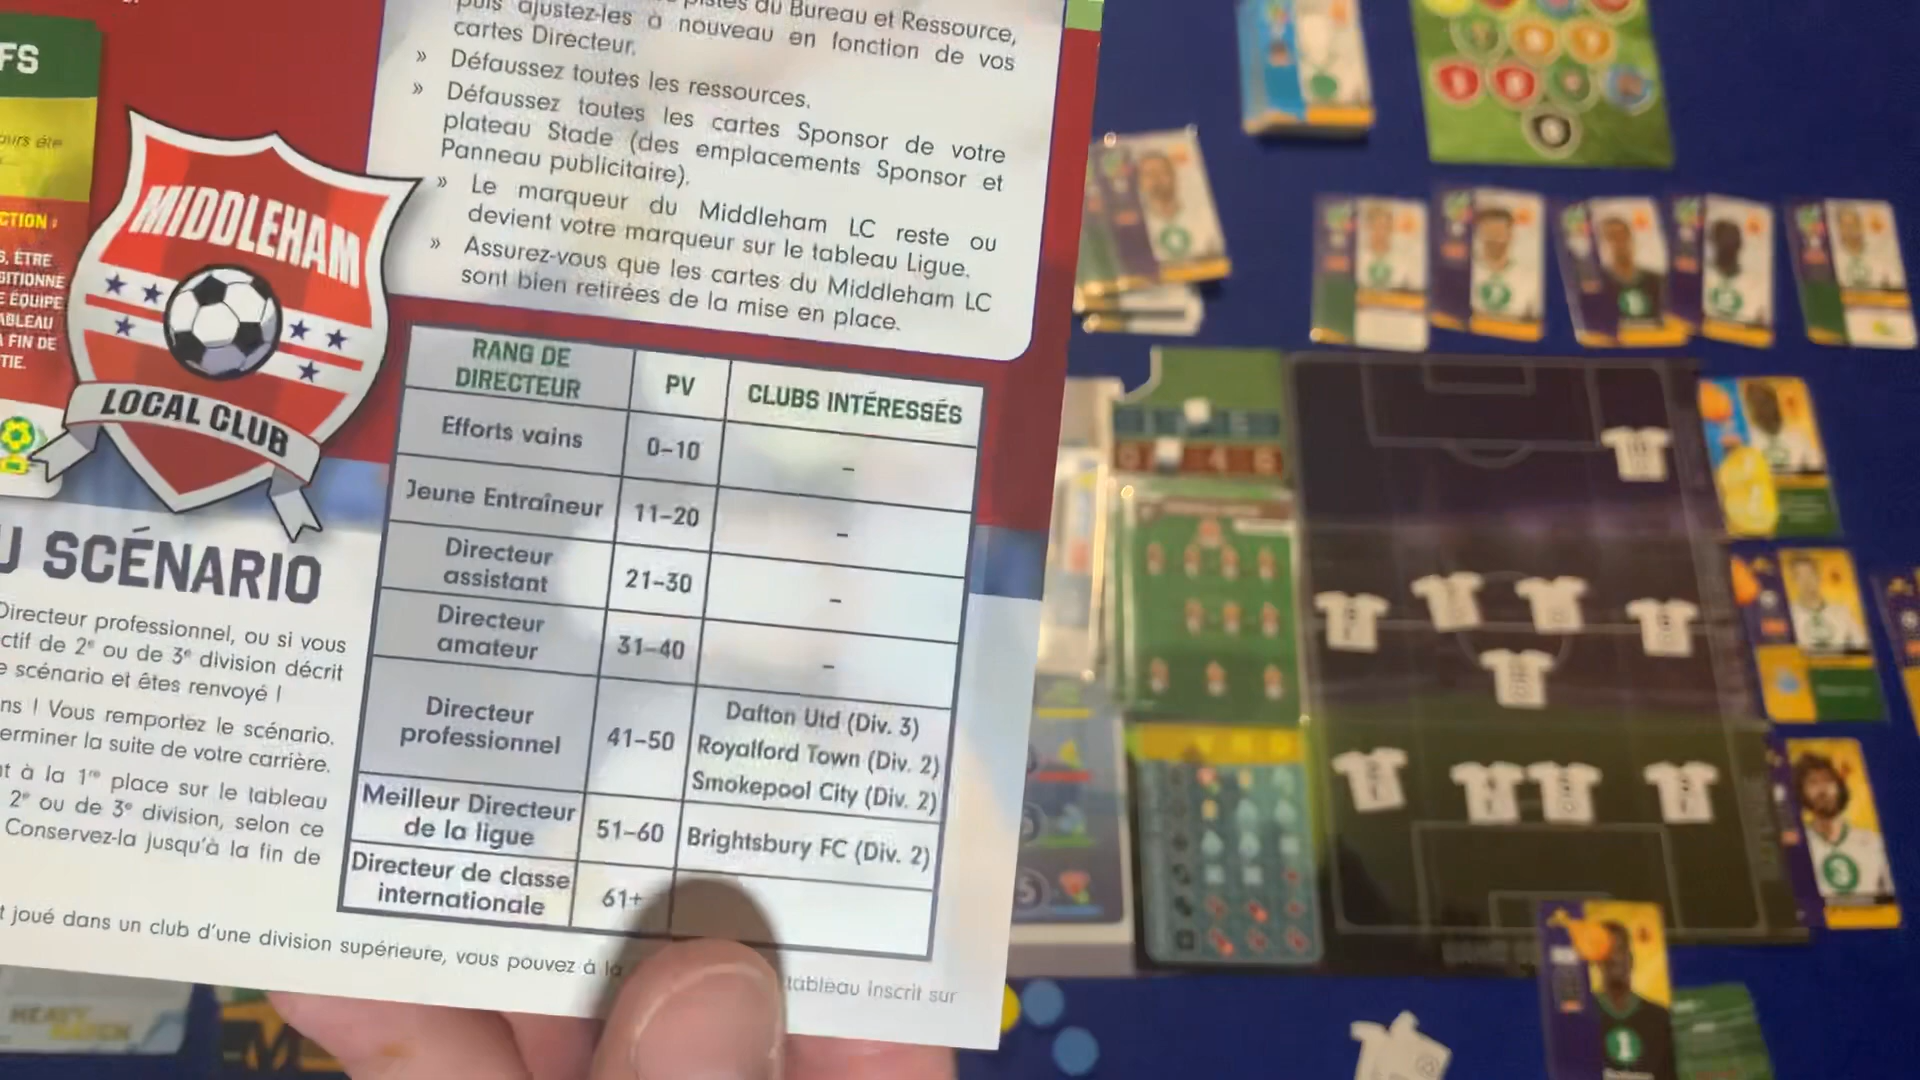 du Bureau et Ressource,
puis ajustez-les à nouveau en fonction de vos
cartes Directeur.
» Défaussez toutes les ressources.
» Défaussez toutes les cartes Sponsor de votre
plateau Stade (des emplacements Sponsor et
Panneau publicitaire).
» Le marqueur du Middleham LC reste ou
devient votre marqueur sur le tableau Ligue.
» Assurez-vous que les cartes du Middleham LC
sont bien retirées de la mise en place.
FS
MIDDLEHAM
LOCAL CLUB
CTION :
ÊTRE
E ÉQUIPE
FIN DE
TIE.
RANG DE
DIRECTEUR
PV
CLUBS INTÉRESSÉS
Efforts vains
0–10
–
Jeune Entraîneur
11–20
–
Directeur
assistant
21–30
–
Directeur
amateur
31–40
–
Directeur
professionnel
41–50
Dafton Utd (Div. 3)
Royalford Town (Div. 2)
Smokepool City (Div. 2)
Meilleur Directeur
de la ligue
51–60
Brightsbury FC (Div. 2)
Directeur de classe
internationale
61+
U SCÉNARIO
Directeur professionnel, ou si vous
ctif de 2e ou de 3e division décrit
e scénario et êtes renvoyé !
ns ! Vous remportez le scénario.
erminer la suite de votre carrière.
t à la 1re place sur le tableau
2e ou de 3e division, selon ce
Conservez-la jusqu'à la fin de
t joué dans un club d'une division supérieure, vous pouvez à la
tableau inscrit sur